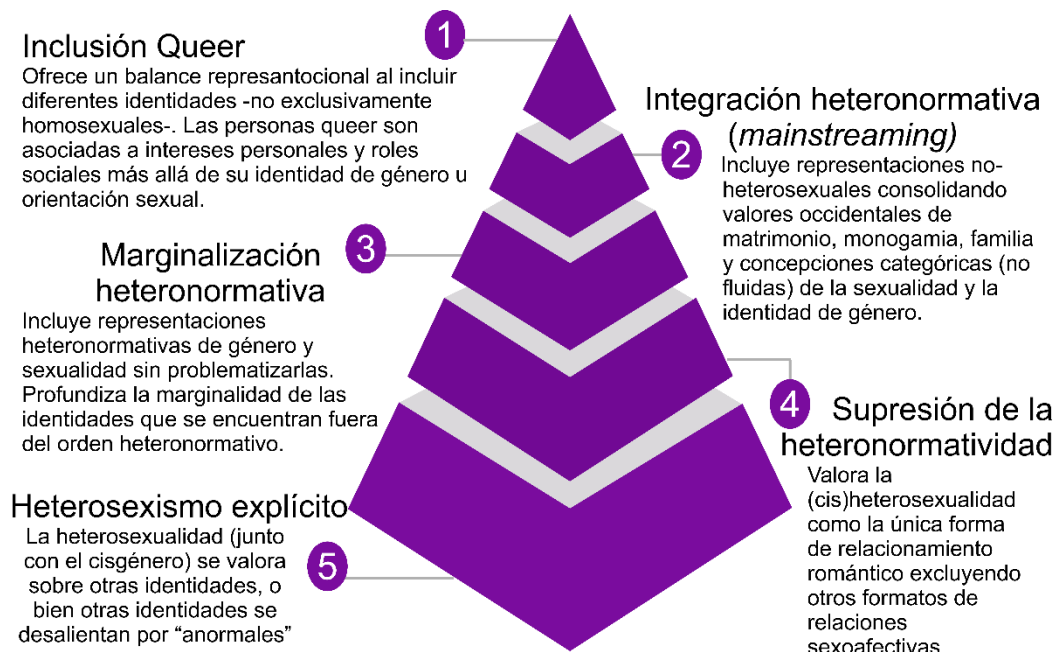 1
Inclusión Queer
Ofrece un balance represantocional al incluir
diferentes identidades -no exclusivamente
homosexuales-. Las personas queer son
asociadas a intereses personales y roles
sociales más allá de su identidad de género u
orientación sexual.
2
Integración heteronormativa
(mainstreaming)
Incluye representaciones no-
heterosexuales consolidando
valores occidentales de
matrimonio, monogamia, familia
y concepciones categóricas (no
fluidas) de la sexualidad y la
identidad de género.
3
Marginalización
heteronormativa
Incluye representaciones
heteronormativas de género y
sexualidad sin problematizarlas.
Profundiza la marginalidad de las
identidades que se encuentran fuera
del orden heteronormativo.
4
Supresión de la
heteronormatividad
Valora la
(cis)heterosexualidad
como la única forma
de relacionamiento
romántico excluyendo
otros formatos de
relaciones
sexoafectivas
5
Heterosexismo explícito
La heterosexualidad (junto
con el cisgénero) se valora
sobre otras identidades, o
bien otras identidades se
desalientan por “anormales”